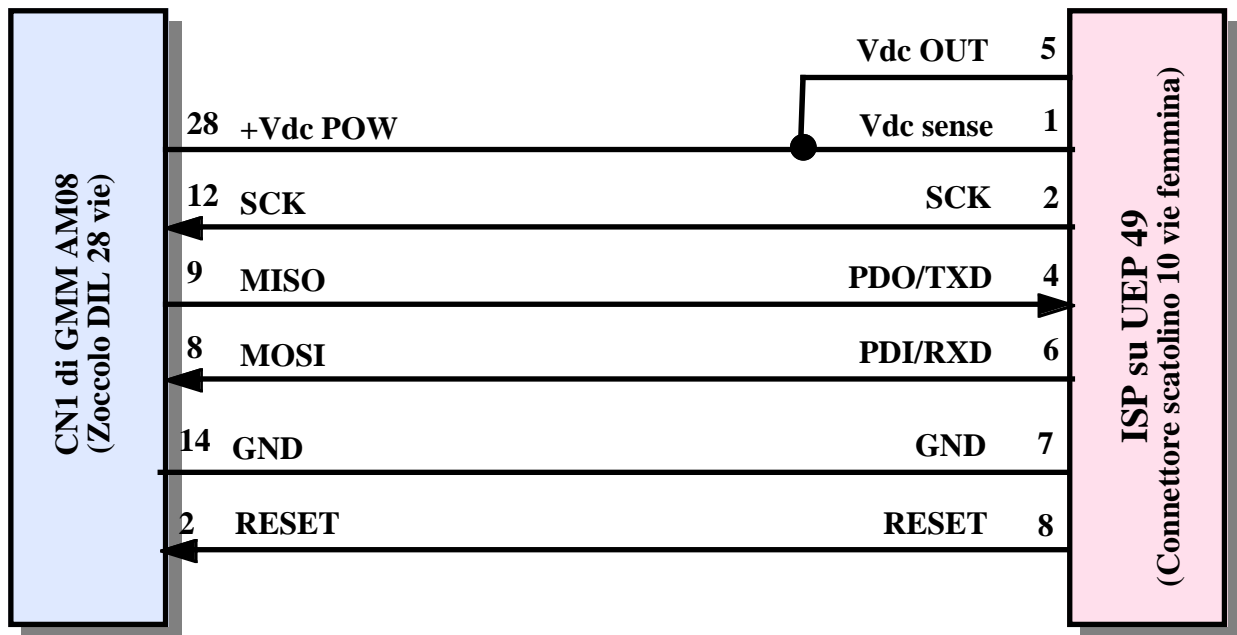 Vdc OUT 5
28 +Vdc POW Vdc sense 1
12 SCK SCK 2
9 MISO PDO/TXD 4
8 MOSI PDI/RXD 6
14 GND GND 7
2 RESET RESET 8
CN1 di GMM AM08
(Zoccolo DIL 28 vie)
ISP su UEP 49
(Connettore scatolino 10 vie femmina)